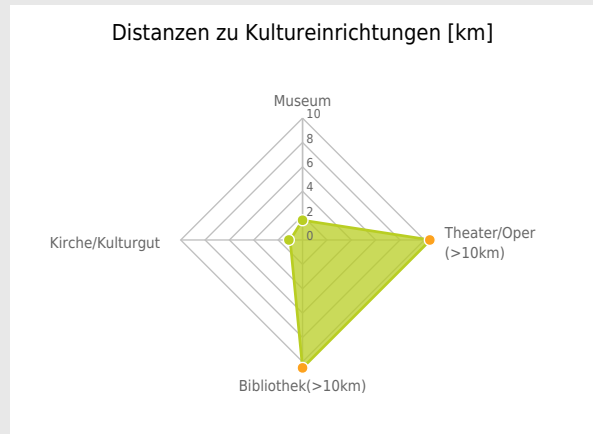 Distanzen zu Kultureinrichtungen [km]
Museum
10
8
6
4
2
0
Kirche/Kulturgut
Theater/Oper
(>10km)
Bibliothek(>10km)